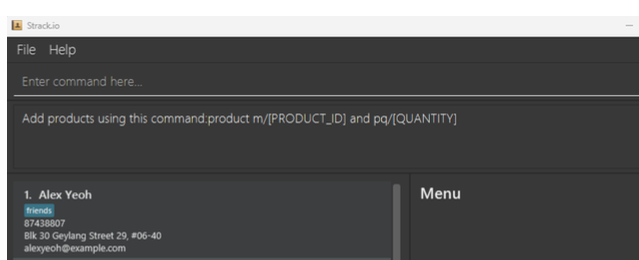 Strack.io
File Help
Enter command here...
Add products using this command:product m/[PRODUCT_ID] and pq/[QUANTITY]
1. Alex Yeoh
friends
87438807
Blk 30 Geylang Street 29, #06-40
alexyeoh@example.com
Menu